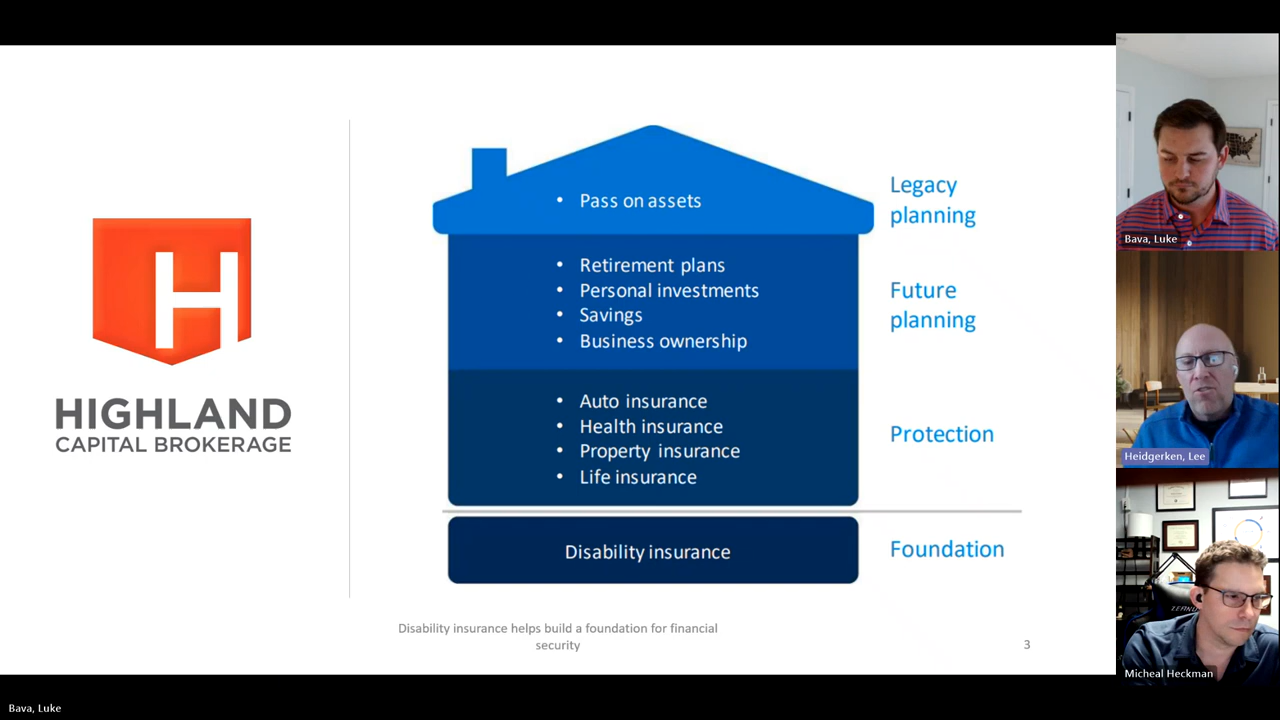 HIGHLAND
CAPITAL BROKERAGE
• Pass on assets
Legacy
planning
• Retirement plans
• Personal investments
• Savings
• Business ownership
Future
planning
• Auto insurance
• Health insurance
• Property insurance
• Life insurance
Protection
Disability insurance
Foundation
Disability insurance helps build a foundation for financial
security
3
Bava, Luke
Heidgerken, Lee
Micheal Heckman
Bava, Luke